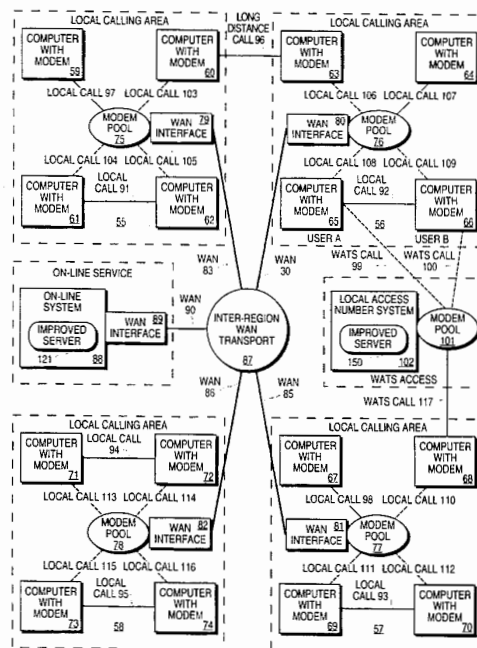 LOCAL CALLING AREA
COMPUTER
WITH
MODEM
59
COMPUTER
WITH
MODEM
60
LOCAL CALL 97
LOCAL CALL 103
MODEM
POOL
75
79
WAN
INTERFACE
LOCAL CALL 104
LOCAL CALL 105
COMPUTER
WITH
MODEM
61
LOCAL
CALL 91
55
COMPUTER
WITH
MODEM
62
LONG
DISTANCE
CALL 96
LOCAL CALLING AREA
COMPUTER
WITH
MODEM
63
COMPUTER
WITH
MODEM
64
LOCAL CALL 106
LOCAL CALL 107
80
WAN
INTERFACE
MODEM
POOL
76
LOCAL CALL 108
LOCAL CALL 109
COMPUTER
WITH
MODEM
65
LOCAL
CALL 92
56
COMPUTER
WITH
MODEM
66
USER A
USER B
WATS CALL
99
WATS CALL
100
WAN
83
WAN
30
ON-LINE SERVICE
ON-LINE
SYSTEM
IMPROVED
SERVER
121
88
89
WAN
INTERFACE
WAN
90
INTER-REGION
WAN
TRANSPORT
87
LOCAL ACCESS
NUMBER SYSTEM
IMPROVED
SERVER
150
102
MODEM
POOL
101
WATS ACCESS
WATS CALL 117
WAN
86
WAN
85
LOCAL CALLING AREA
COMPUTER
WITH
MODEM
71
LOCAL
CALL
94
COMPUTER
WITH
MODEM
72
LOCAL CALL 113
LOCAL CALL 114
MODEM
POOL
78
82
WAN
INTERFACE
LOCAL CALL 115
LOCAL CALL 116
COMPUTER
WITH
MODEM
73
LOCAL
CALL 95
58
COMPUTER
WITH
MODEM
74
LOCAL CALLING AREA
COMPUTER
WITH
MODEM
67
COMPUTER
WITH
MODEM
68
LOCAL CALL 98
LOCAL CALL 110
81
WAN
INTERFACE
MODEM
POOL
77
LOCAL CALL 111
LOCAL CALL 112
COMPUTER
WITH
MODEM
69
LOCAL
CALL 93
57
COMPUTER
WITH
MODEM
70